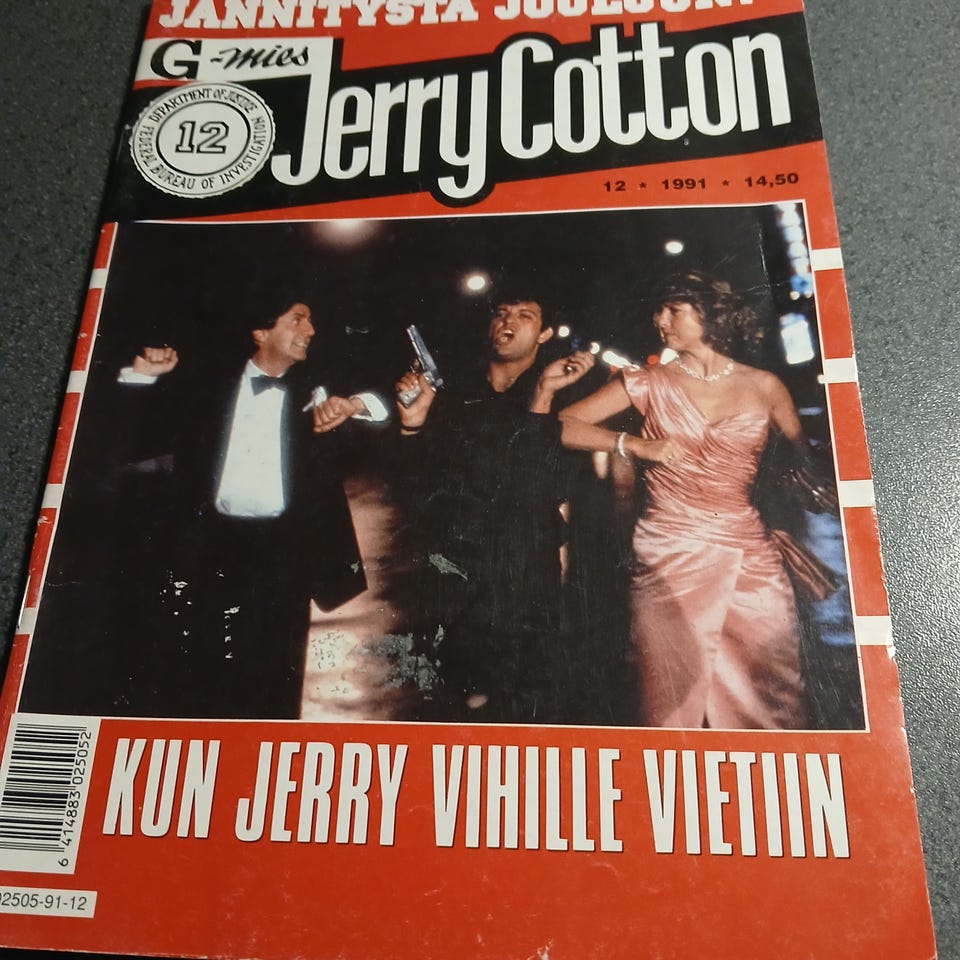 JÄNNITYSTÄ JOULUUN!
G-mies
Jerry Cotton
DEPARTMENT OF JUSTICE
12
FEDERAL BUREAU OF INVESTIGATION
12 * 1991 * 14,50
KUN JERRY VIHILLE VIETIIN
6 414883 025052
02505-91-12